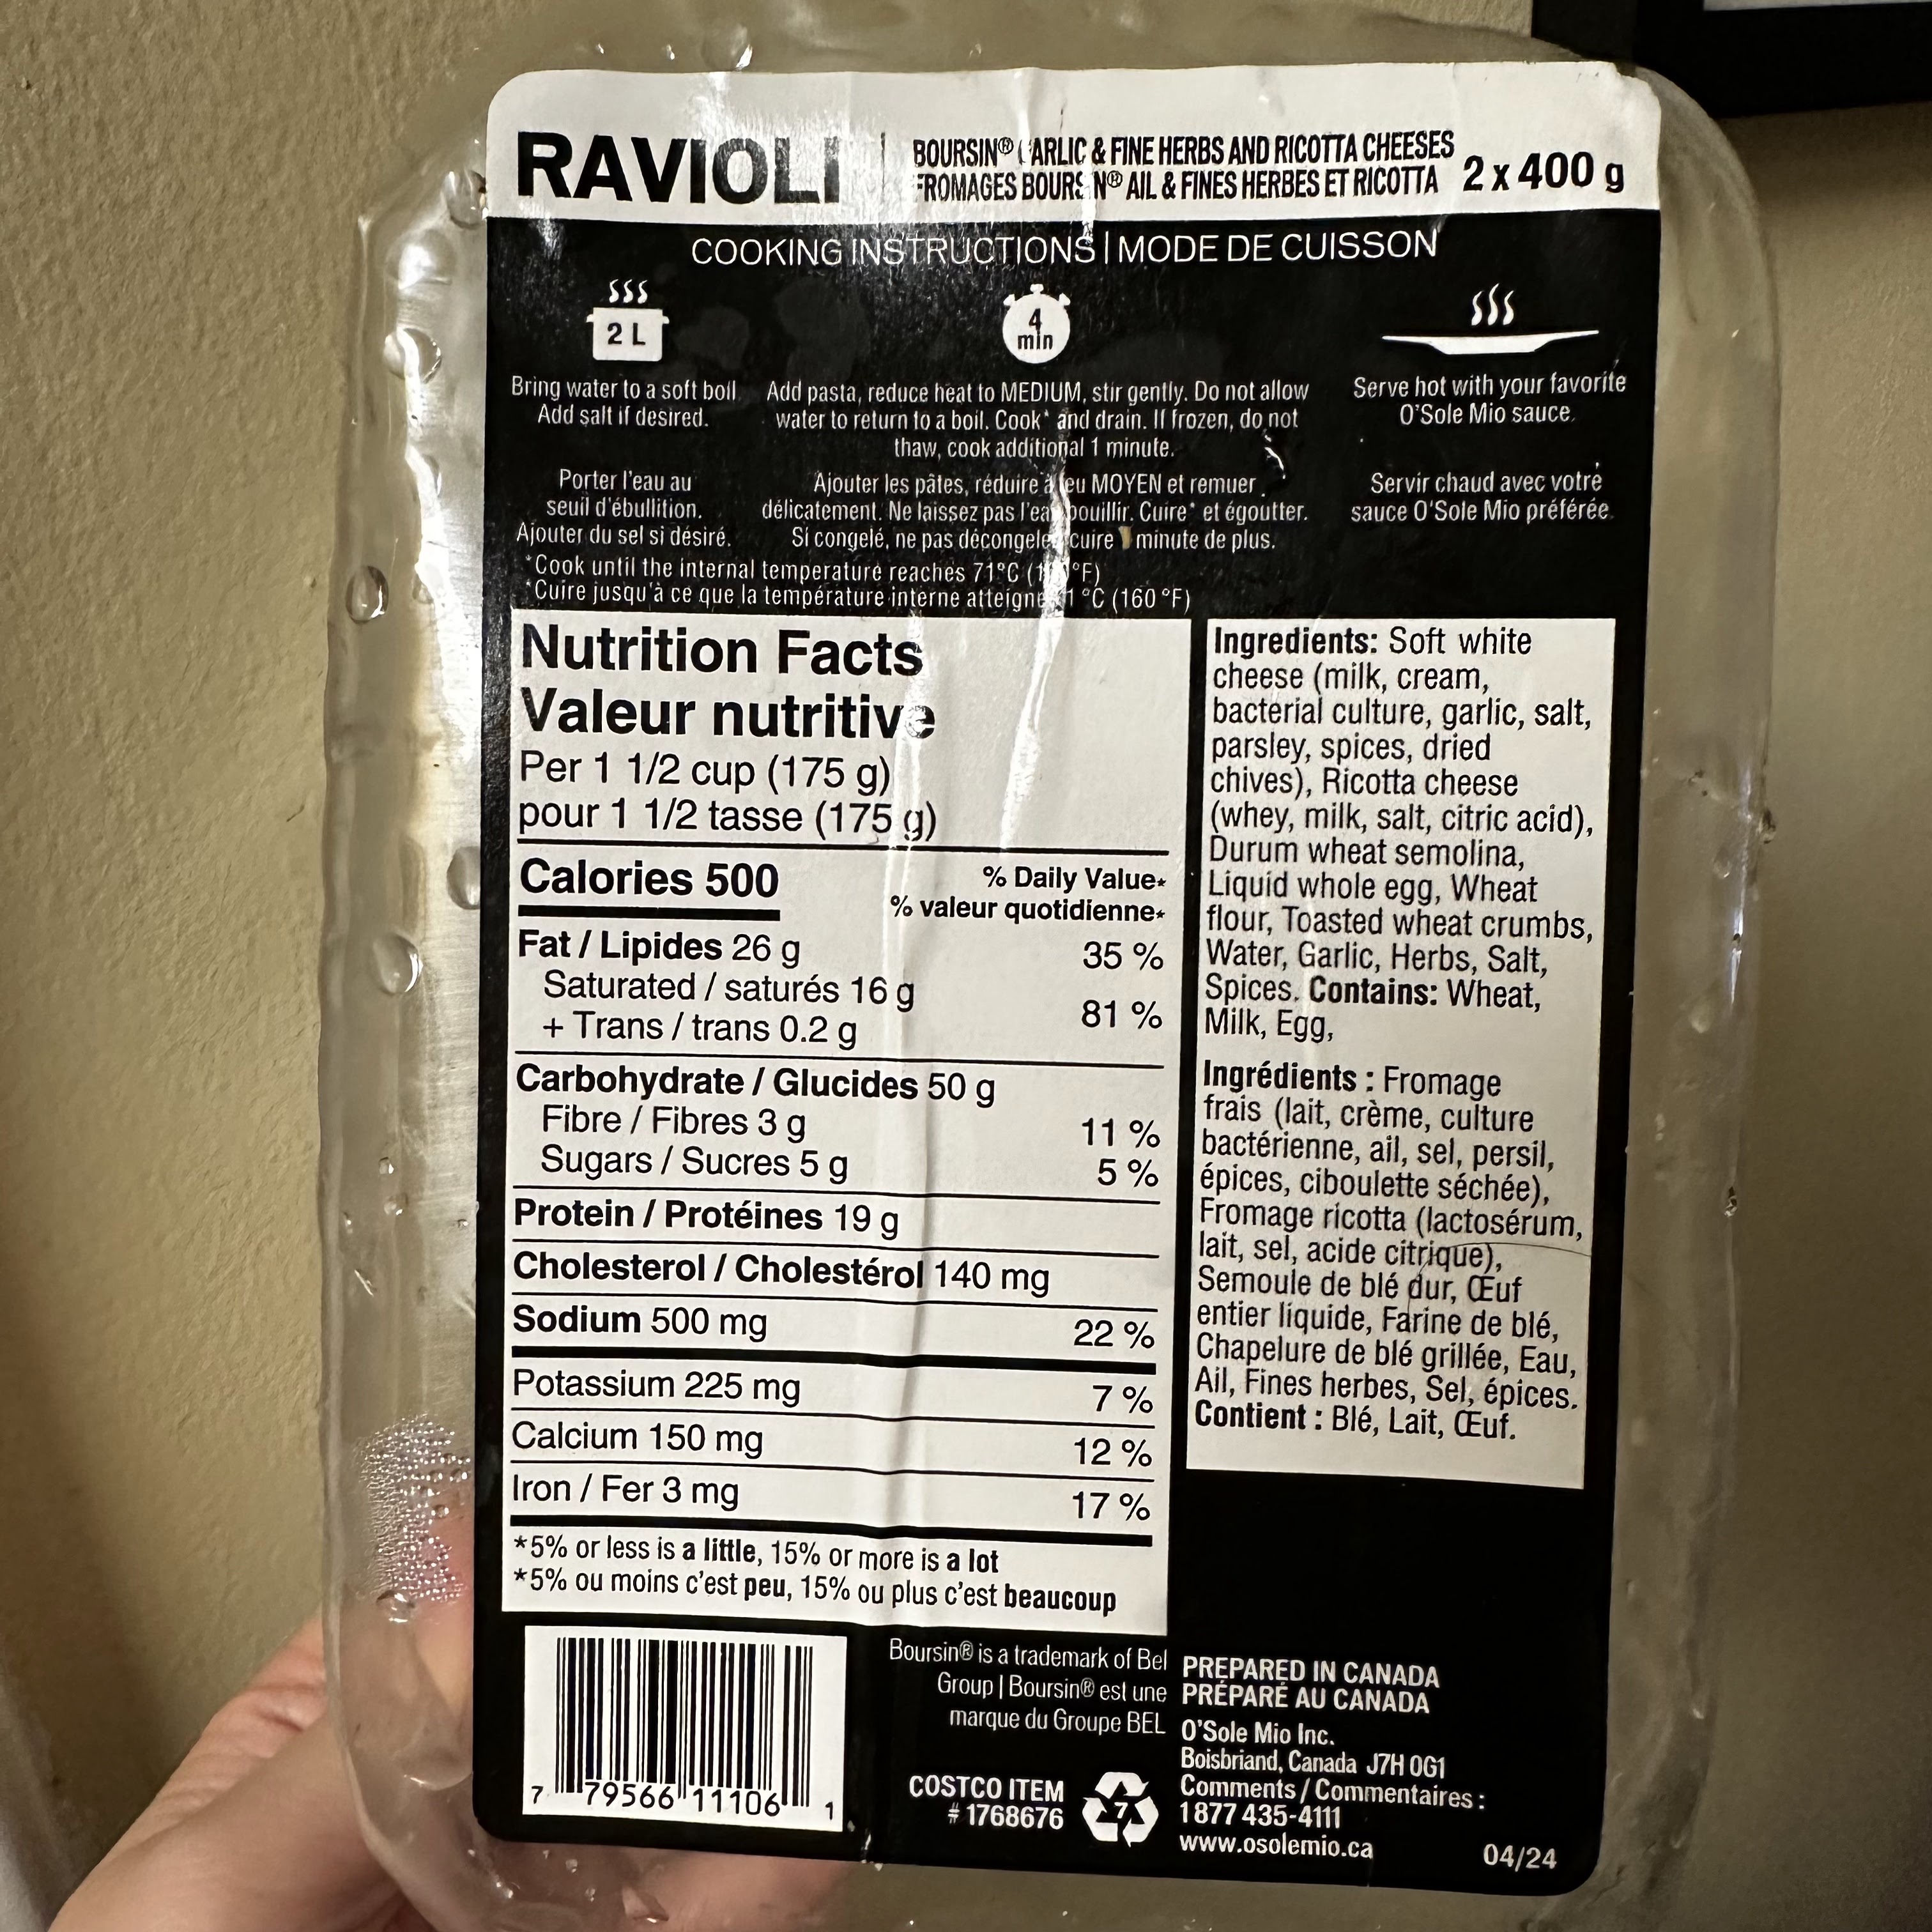 RAVIOLI
BOURSIN® ARLIC & FINE HERBS AND RICOTTA CHEESES
FROMAGES BOURS N® AIL & FINES HERBES ET RICOTTA
2 x 400 g
COOKING INSTRUCTIONS | MODE DE CUISSON
2 L
4
min
Bring water to a soft boil.
Add salt if desired.
Add pasta, reduce heat to MEDIUM, stir gently. Do not allow
water to return to a boil. Cook* and drain. If frozen, do not
thaw, cook additional 1 minute.
Serve hot with your favorite
O'Sole Mio sauce.
Porter l'eau au
seuil d'ébullition.
Ajouter du sel si désiré.
Ajouter les pâtes, réduire à feu MOYEN et remuer
délicatement. Ne laissez pas l'eau bouillir. Cuire* et égoutter.
Si congelé, ne pas décongeler cuire minute de plus.
Servir chaud avec votre
sauce O'Sole Mio préférée.
*Cook until the internal temperature reaches 71°C (1 °F)
*Cuire jusqu'à ce que la température interne atteigne 1 °C (160 °F)
Nutrition Facts
Valeur nutritive
Per 1 1/2 cup (175 g)
pour 1 1/2 tasse (175 g)
Calories 500
% Daily Value*
% valeur quotidienne*
Fat / Lipides 26 g 35 %
Saturated / saturés 16 g
+ Trans / trans 0.2 g
81 %
Carbohydrate / Glucides 50 g
Fibre / Fibres 3 g 11 %
Sugars / Sucres 5 g 5 %
Protein / Protéines 19 g
Cholesterol / Cholestérol 140 mg
Sodium 500 mg 22 %
Potassium 225 mg 7 %
Calcium 150 mg 12 %
Iron / Fer 3 mg 17 %
*5% or less is a little, 15% or more is a lot
*5% ou moins c'est peu, 15% ou plus c'est beaucoup
Ingredients: Soft white
cheese (milk, cream,
bacterial culture, garlic, salt,
parsley, spices, dried
chives), Ricotta cheese
(whey, milk, salt, citric acid),
Durum wheat semolina,
Liquid whole egg, Wheat
flour, Toasted wheat crumbs,
Water, Garlic, Herbs, Salt,
Spices. Contains: Wheat,
Milk, Egg,
Ingrédients : Fromage
frais (lait, crème, culture
bactérienne, ail, sel, persil,
épices, ciboulette séchée),
Fromage ricotta (lactosérum,
lait, sel, acide citrique),
Semoule de blé dur, Œuf
entier liquide, Farine de blé,
Chapelure de blé grillée, Eau,
Ail, Fines herbes, Sel, épices.
Contient : Blé, Lait, Œuf.
7 79566 11106 1
Boursin® is a trademark of Bel
Group | Boursin® est une
marque du Groupe BEL
COSTCO ITEM
# 1768676
7
PREPARED IN CANADA
PRÉPARÉ AU CANADA
O'Sole Mio Inc.
Boisbriand, Canada J7H 0G1
Comments / Commentaires :
1 877 435-4111
www.osolemio.ca
04/24